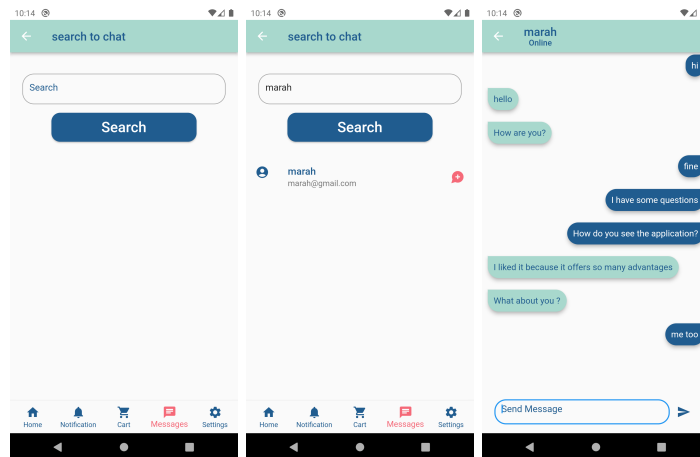 10:14
search to chat
Search
Search
Home Notification Cart Messages Settings
10:14
search to chat
marah
Search
marah
marah@gmail.com
Home Notification Cart Messages Settings
10:14
marah
Online
hi
hello
How are you?
fine
I have some questions
How do you see the application?
I liked it because it offers so many advantages
What about you ?
me too
Send Message